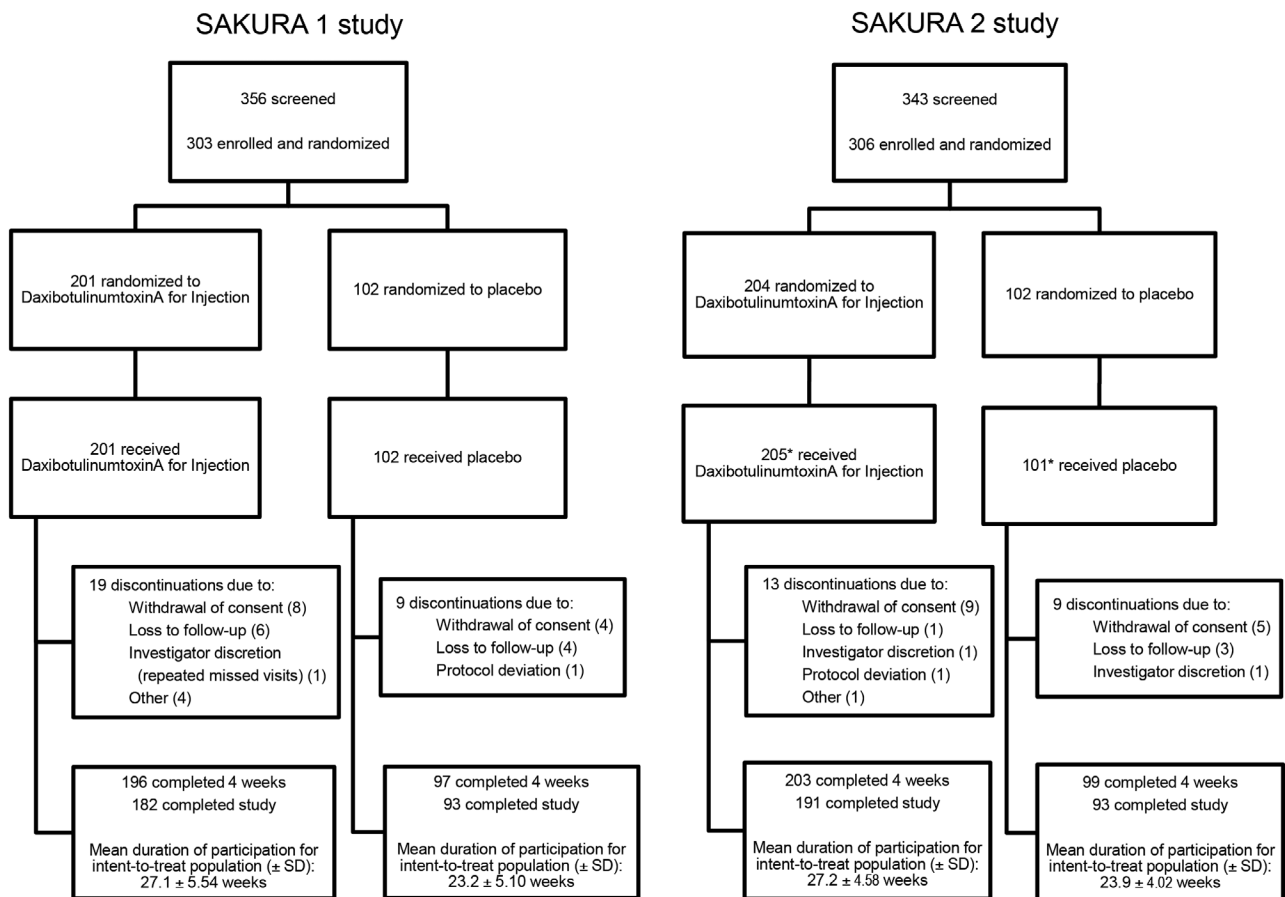 SAKURA 1 study
356 screened
303 enrolled and randomized
201 randomized to
DaxibotulinumtoxinA for Injection
102 randomized to placebo
201 received
DaxibotulinumtoxinA for Injection
102 received placebo
19 discontinuations due to:
Withdrawal of consent (8)
Loss to follow-up (6)
Investigator discretion
(repeated missed visits) (1)
Other (4)
9 discontinuations due to:
Withdrawal of consent (4)
Loss to follow-up (4)
Protocol deviation (1)
196 completed 4 weeks
182 completed study
Mean duration of participation for
intent-to-treat population (± SD):
27.1 ± 5.54 weeks
97 completed 4 weeks
93 completed study
Mean duration of participation for
intent-to-treat population (± SD):
23.2 ± 5.10 weeks
SAKURA 2 study
343 screened
306 enrolled and randomized
204 randomized to
DaxibotulinumtoxinA for Injection
102 randomized to placebo
205* received
DaxibotulinumtoxinA for Injection
101* received placebo
13 discontinuations due to:
Withdrawal of consent (9)
Loss to follow-up (1)
Investigator discretion (1)
Protocol deviation (1)
Other (1)
9 discontinuations due to:
Withdrawal of consent (5)
Loss to follow-up (3)
Investigator discretion (1)
203 completed 4 weeks
191 completed study
Mean duration of participation for
intent-to-treat population (± SD):
27.2 ± 4.58 weeks
99 completed 4 weeks
93 completed study
Mean duration of participation for
intent-to-treat population (± SD):
23.9 ± 4.02 weeks